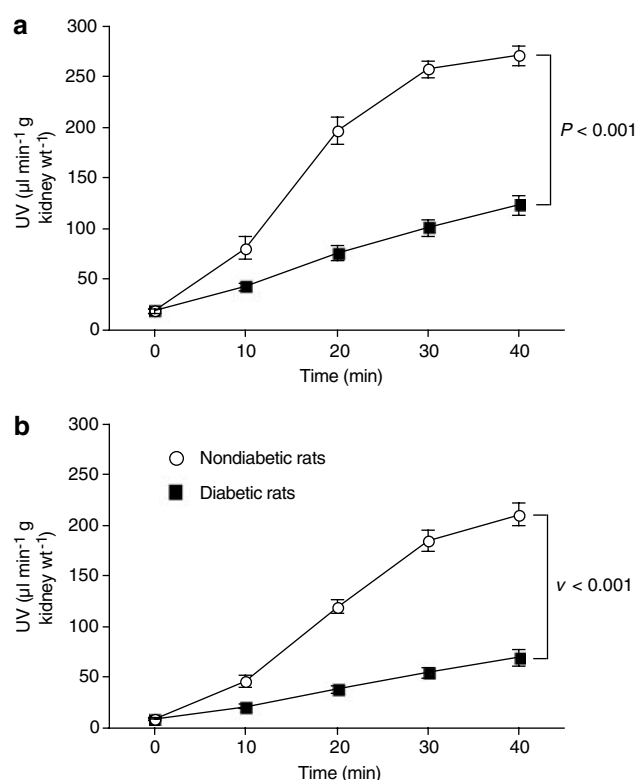 a
300
250
200
150
100
50
0
UV (µl min⁻¹ g
kidney wt⁻¹)
P < 0.001
0 10 20 30 40
Time (min)
b
300
250
200
150
100
50
0
UV (µl min⁻¹ g
kidney wt⁻¹)
Nondiabetic rats
Diabetic rats
v < 0.001
0 10 20 30 40
Time (min)